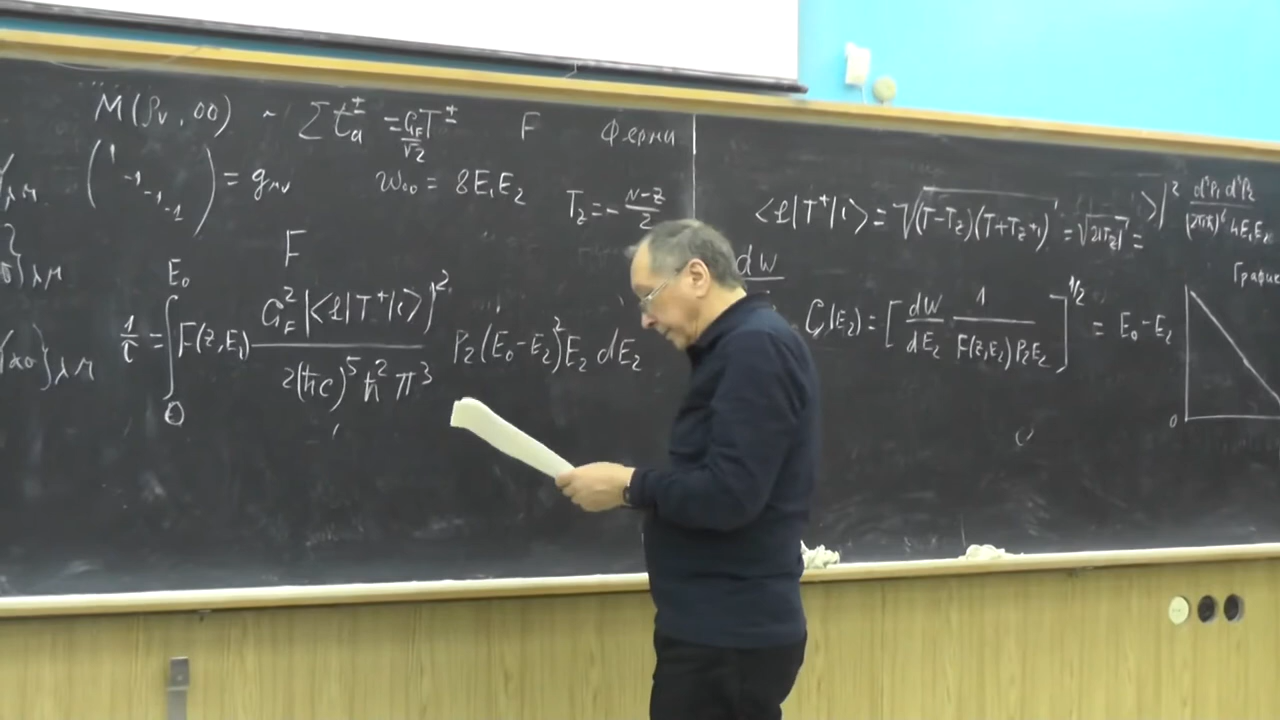 M(ρ_v, 00) ~ Σ t_a^± = G_F/√2 T^± F Ферми
( 1 -1 -1 -1 ) = g_μν
w_00 = 8E_1E_2
T_z = - (N-Z)/2
F
1/τ = ∫_0^{E_0} F(z,E_1) G_F^2 |<f|T^+|i>|^2 / 2(ħc)^5 ħ^2 π^3 P_2(E_0-E_2)^2 E_2 dE_2
<f|T^+|i> = √((T-T_z)(T+T_z+1)) = √(2|T_z|) =
>|^2 d^3P_1 d^3P_2 / (2πħ)^6 4E_1E_2
dw
График
(E_2) = [ dw/dE_2 1/(F(z,E_2)P_2E_2) ]^{1/2} = E_0-E_2
0